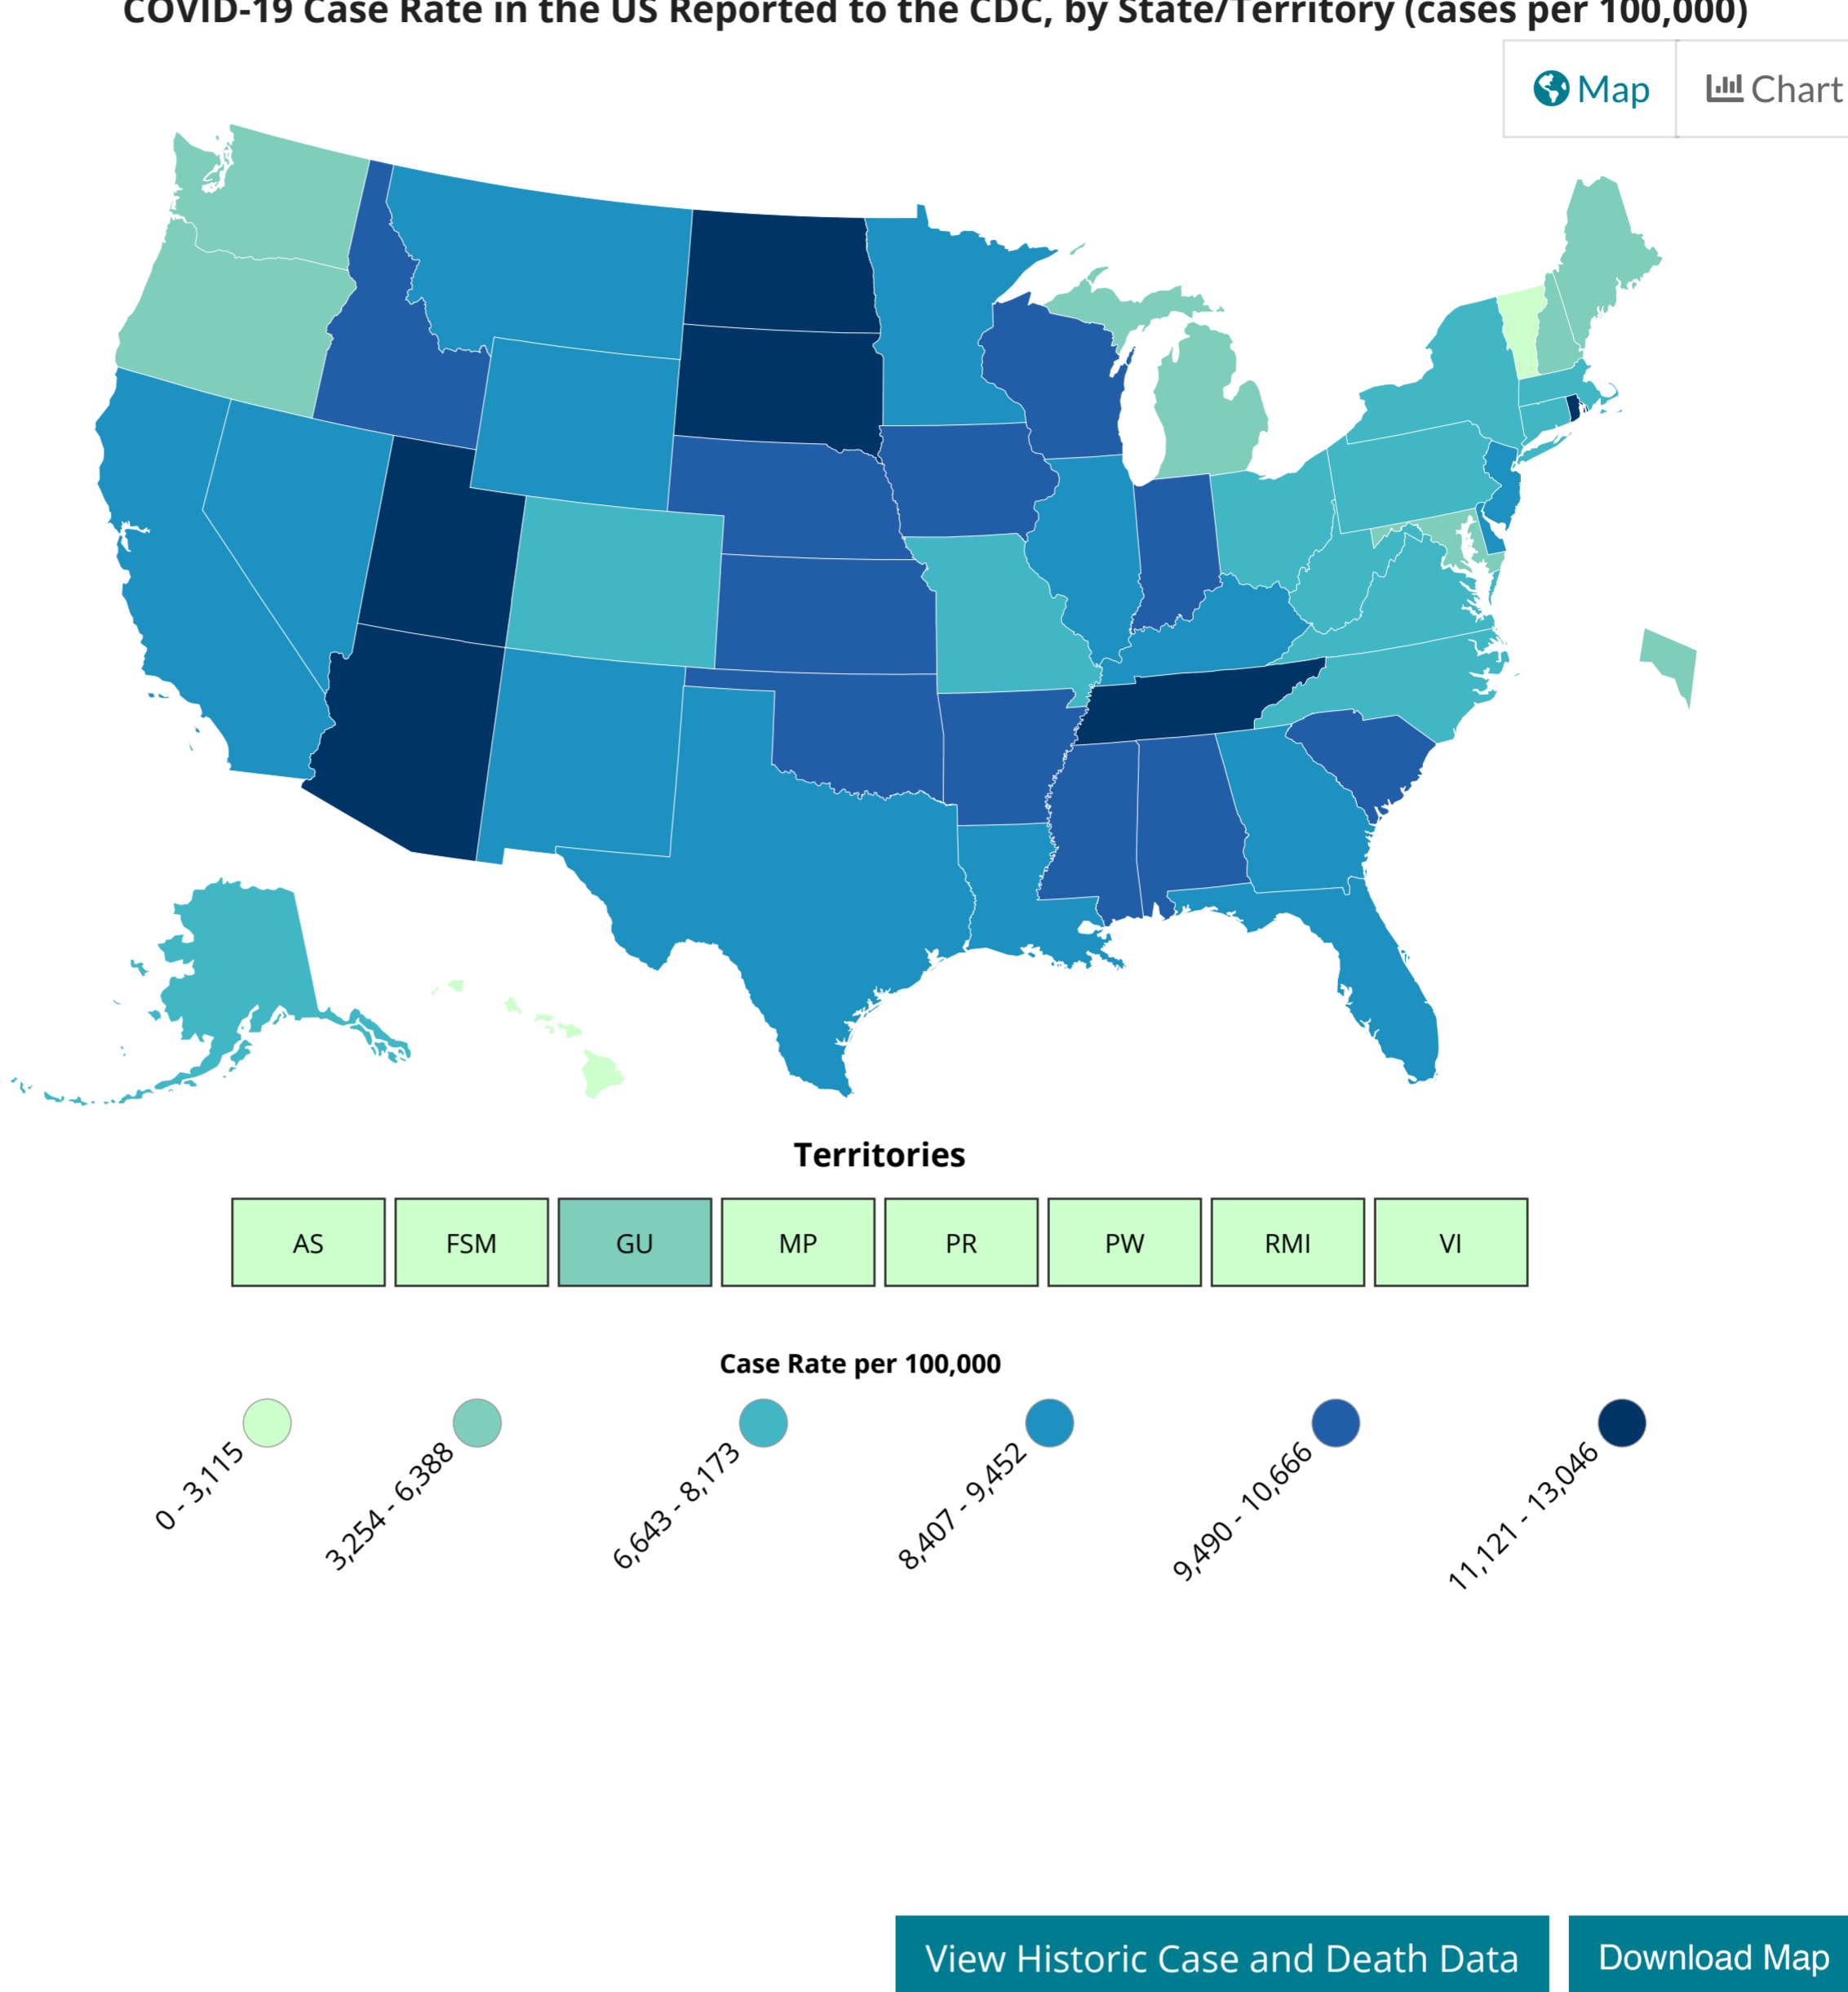 COVID-19 Case Rate in the US Reported to the CDC, by State/Territory (cases per 100,000)
Map
Chart
Territories
AS
FSM
GU
MP
PR
PW
RMI
VI
Case Rate per 100,000
0 - 3,115
3,254 - 6,388
6,643 - 8,173
8,407 - 9,452
9,490 - 10,666
11,121 - 13,046
View Historic Case and Death Data
Download Map